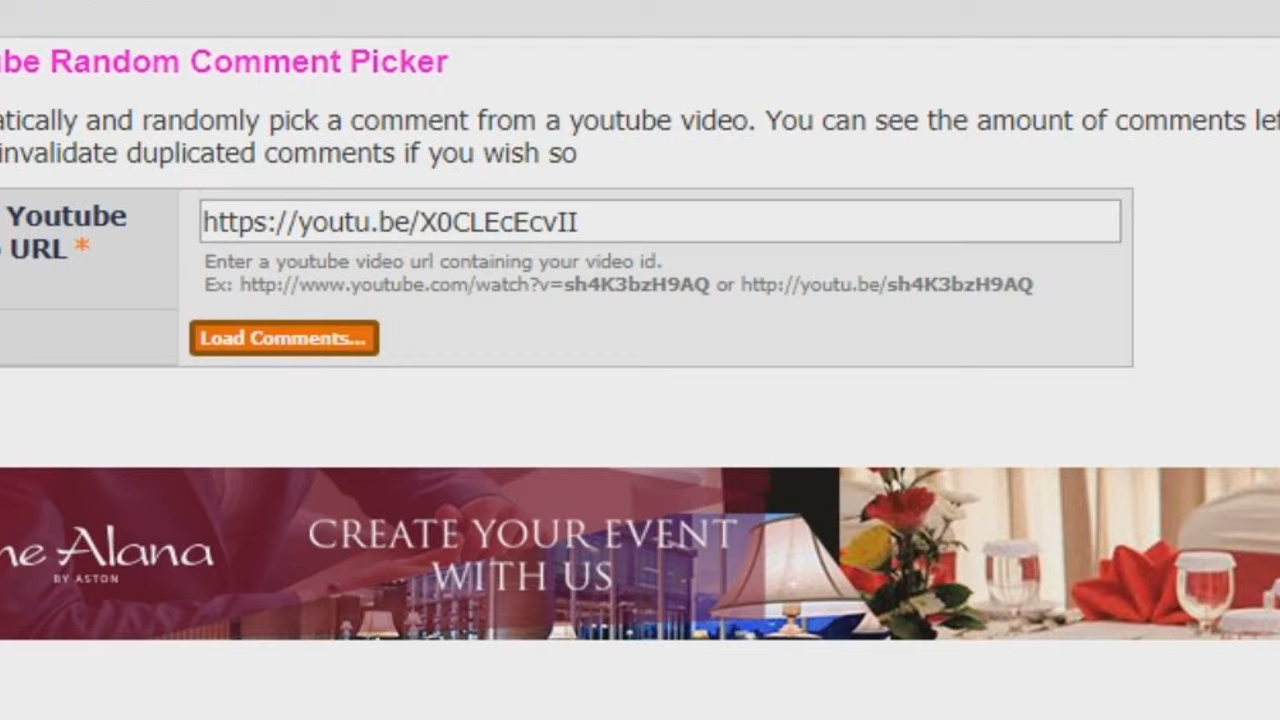 be Random Comment Picker
atically and randomly pick a comment from a youtube video. You can see the amount of comments lef
invalidate duplicated comments if you wish so
Youtube
URL *
https://youtu.be/X0CLEcEcvII
Enter a youtube video url containing your video id.
Ex: http://www.youtube.com/watch?v=sh4K3bzH9AQ or http://youtu.be/sh4K3bzH9AQ
Load Comments...
he Alana
BY ASTON
CREATE YOUR EVENT
WITH US